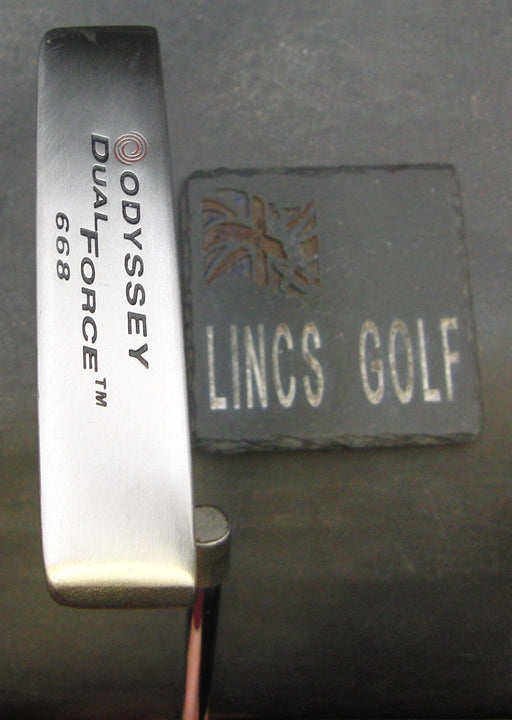 ODYSSEY
DUAL FORCE™
668
LINCS GOLF